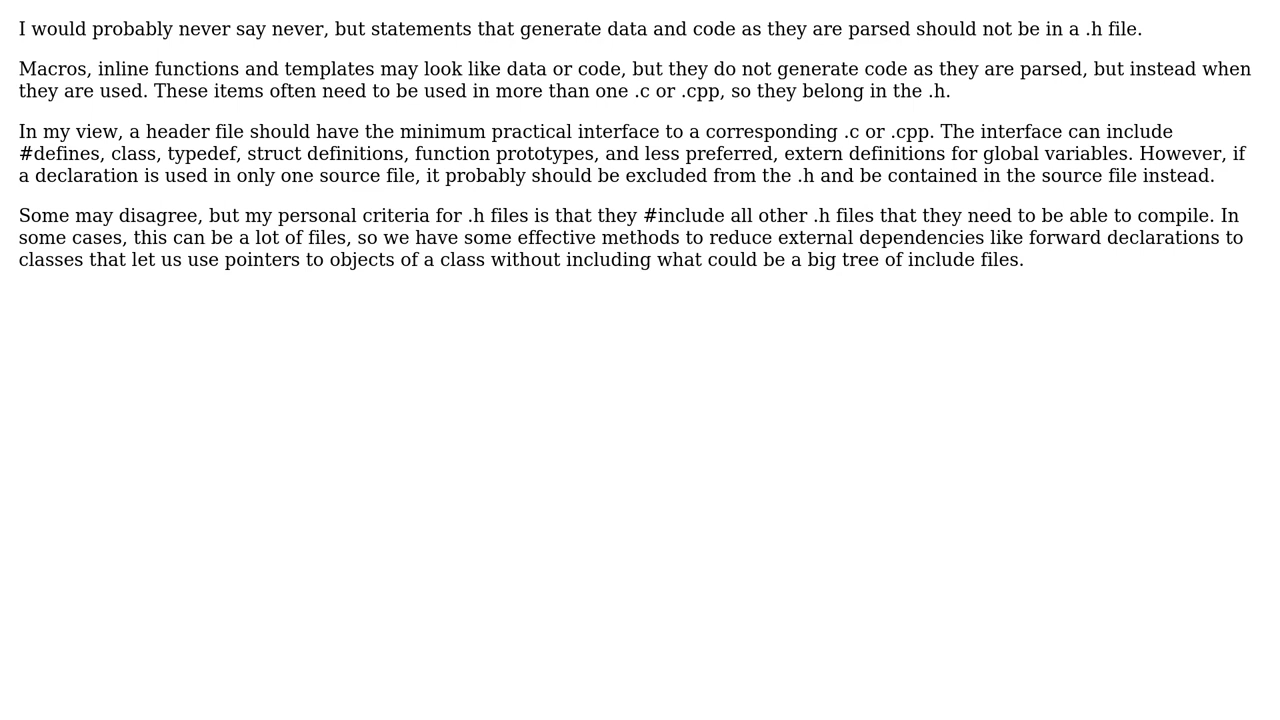 I would probably never say never, but statements that generate data and code as they are parsed should not be in a .h file.
Macros, inline functions and templates may look like data or code, but they do not generate code as they are parsed, but instead when
they are used. These items often need to be used in more than one .c or .cpp, so they belong in the .h.
In my view, a header file should have the minimum practical interface to a corresponding .c or .cpp. The interface can include
#defines, class, typedef, struct definitions, function prototypes, and less preferred, extern definitions for global variables. However, if
a declaration is used in only one source file, it probably should be excluded from the .h and be contained in the source file instead.
Some may disagree, but my personal criteria for .h files is that they #include all other .h files that they need to be able to compile. In
some cases, this can be a lot of files, so we have some effective methods to reduce external dependencies like forward declarations to
classes that let us use pointers to objects of a class without including what could be a big tree of include files.